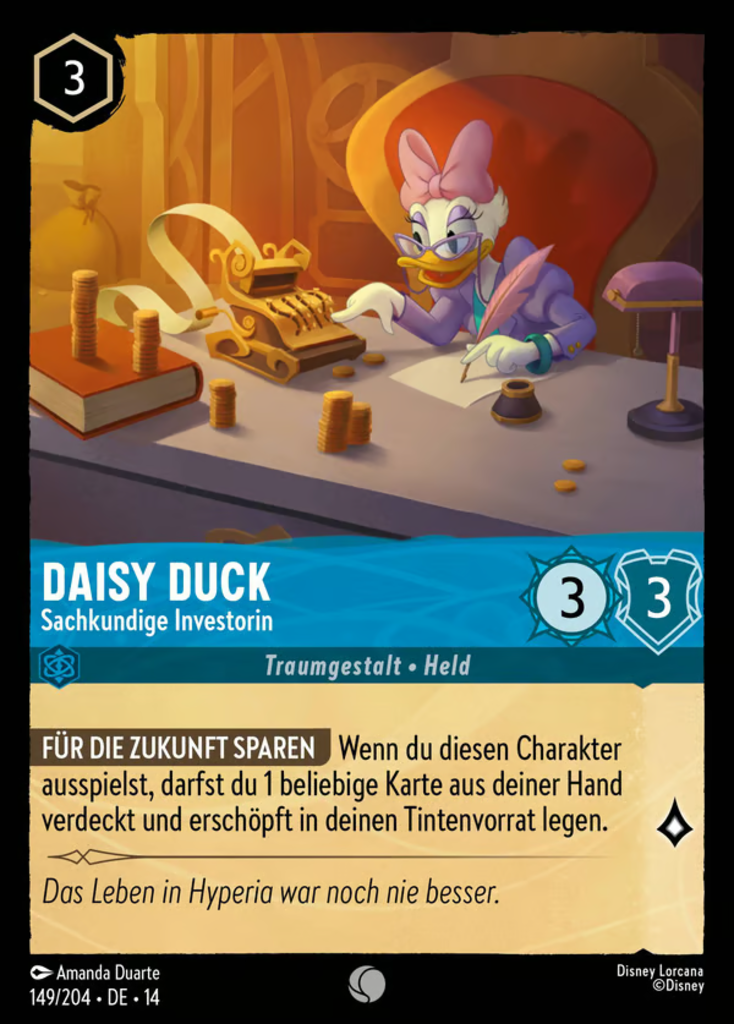 3
DAISY DUCK
Sachkundige Investorin
3
3
Traumgestalt • Held
FÜR DIE ZUKUNFT SPAREN Wenn du diesen Charakter
ausspielst, darfst du 1 beliebige Karte aus deiner Hand
verdeckt und erschöpft in deinen Tintenvorrat legen.
Das Leben in Hyperia war noch nie besser.
Amanda Duarte
149/204 • DE • 14
Disney Lorcana
©Disney